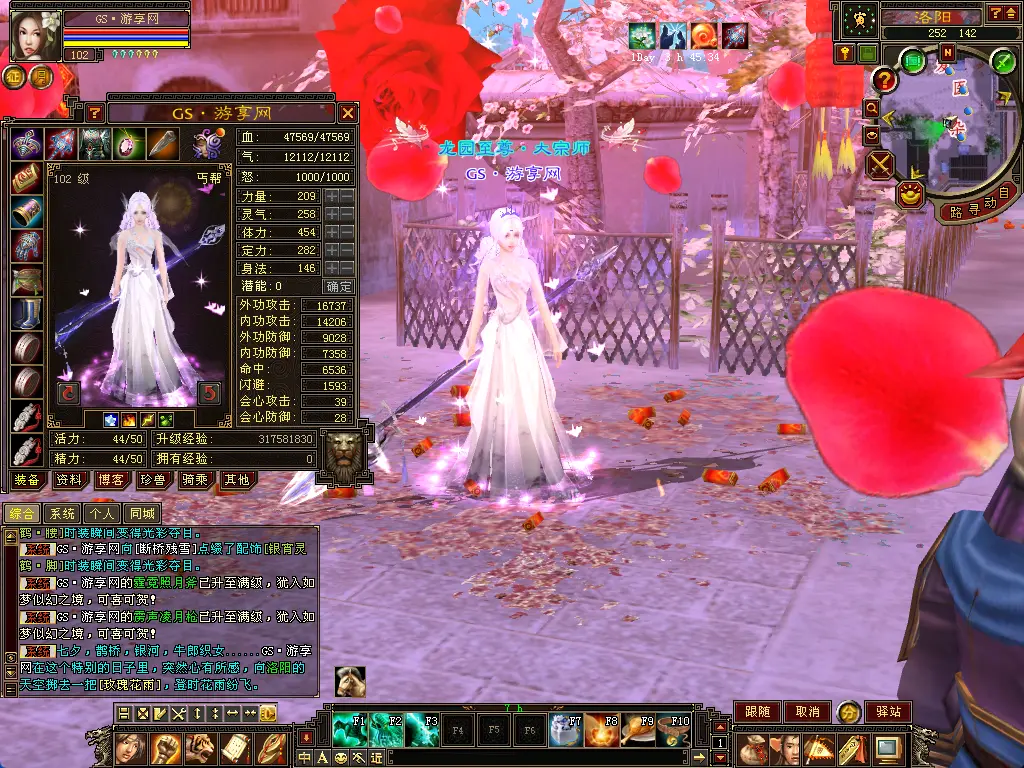 GS·游享网
102
征
1Day 3 h 45:34
洛阳
252 142
N
自动寻路
龙园至尊·大宗师
GS·游享网
GS·游享网
102 级
丐帮
血: 47569/47569
气: 12112/12112
怒: 1000/1000
力量: 209
灵气: 258
体力: 454
定力: 282
身法: 146
潜能:0 确定
外功攻击: 16737
内功攻击: 14206
外功防御: 9028
内功防御: 7358
命中: 6536
闪避: 1593
会心攻击: 39
会心防御: 28
活力: 44/50 升级经验: 317581830
精力: 44/50 拥有经验: 0
装备 资料 博客 珍兽 骑乘 其他
综合 系统 个人 同城
鹤·腰]时装瞬间变得光彩夺目。
系统 GS·游享网向[断桥残雪]点缀了配饰[银宵灵
鹤·脚]时装瞬间变得光彩夺目。
系统 GS·游享网的霆霓照月斧已升至满级，犹入如
梦似幻之境，可喜可贺！
系统 GS·游享网的雳声凌月枪已升至满级，犹入如
梦似幻之境，可喜可贺！
系统 七夕，鹊桥，银河，牛郎织女......GS·游享
网在这个特别的日子里，突然心有所感，向洛阳的
天空掷去一把[玫瑰花雨]，登时花雨纷飞。
7 h
F1 F2 F3 F4 F5 F6 F7 F8 F9 F10
1
中 A 近
跟随 取消 驿站